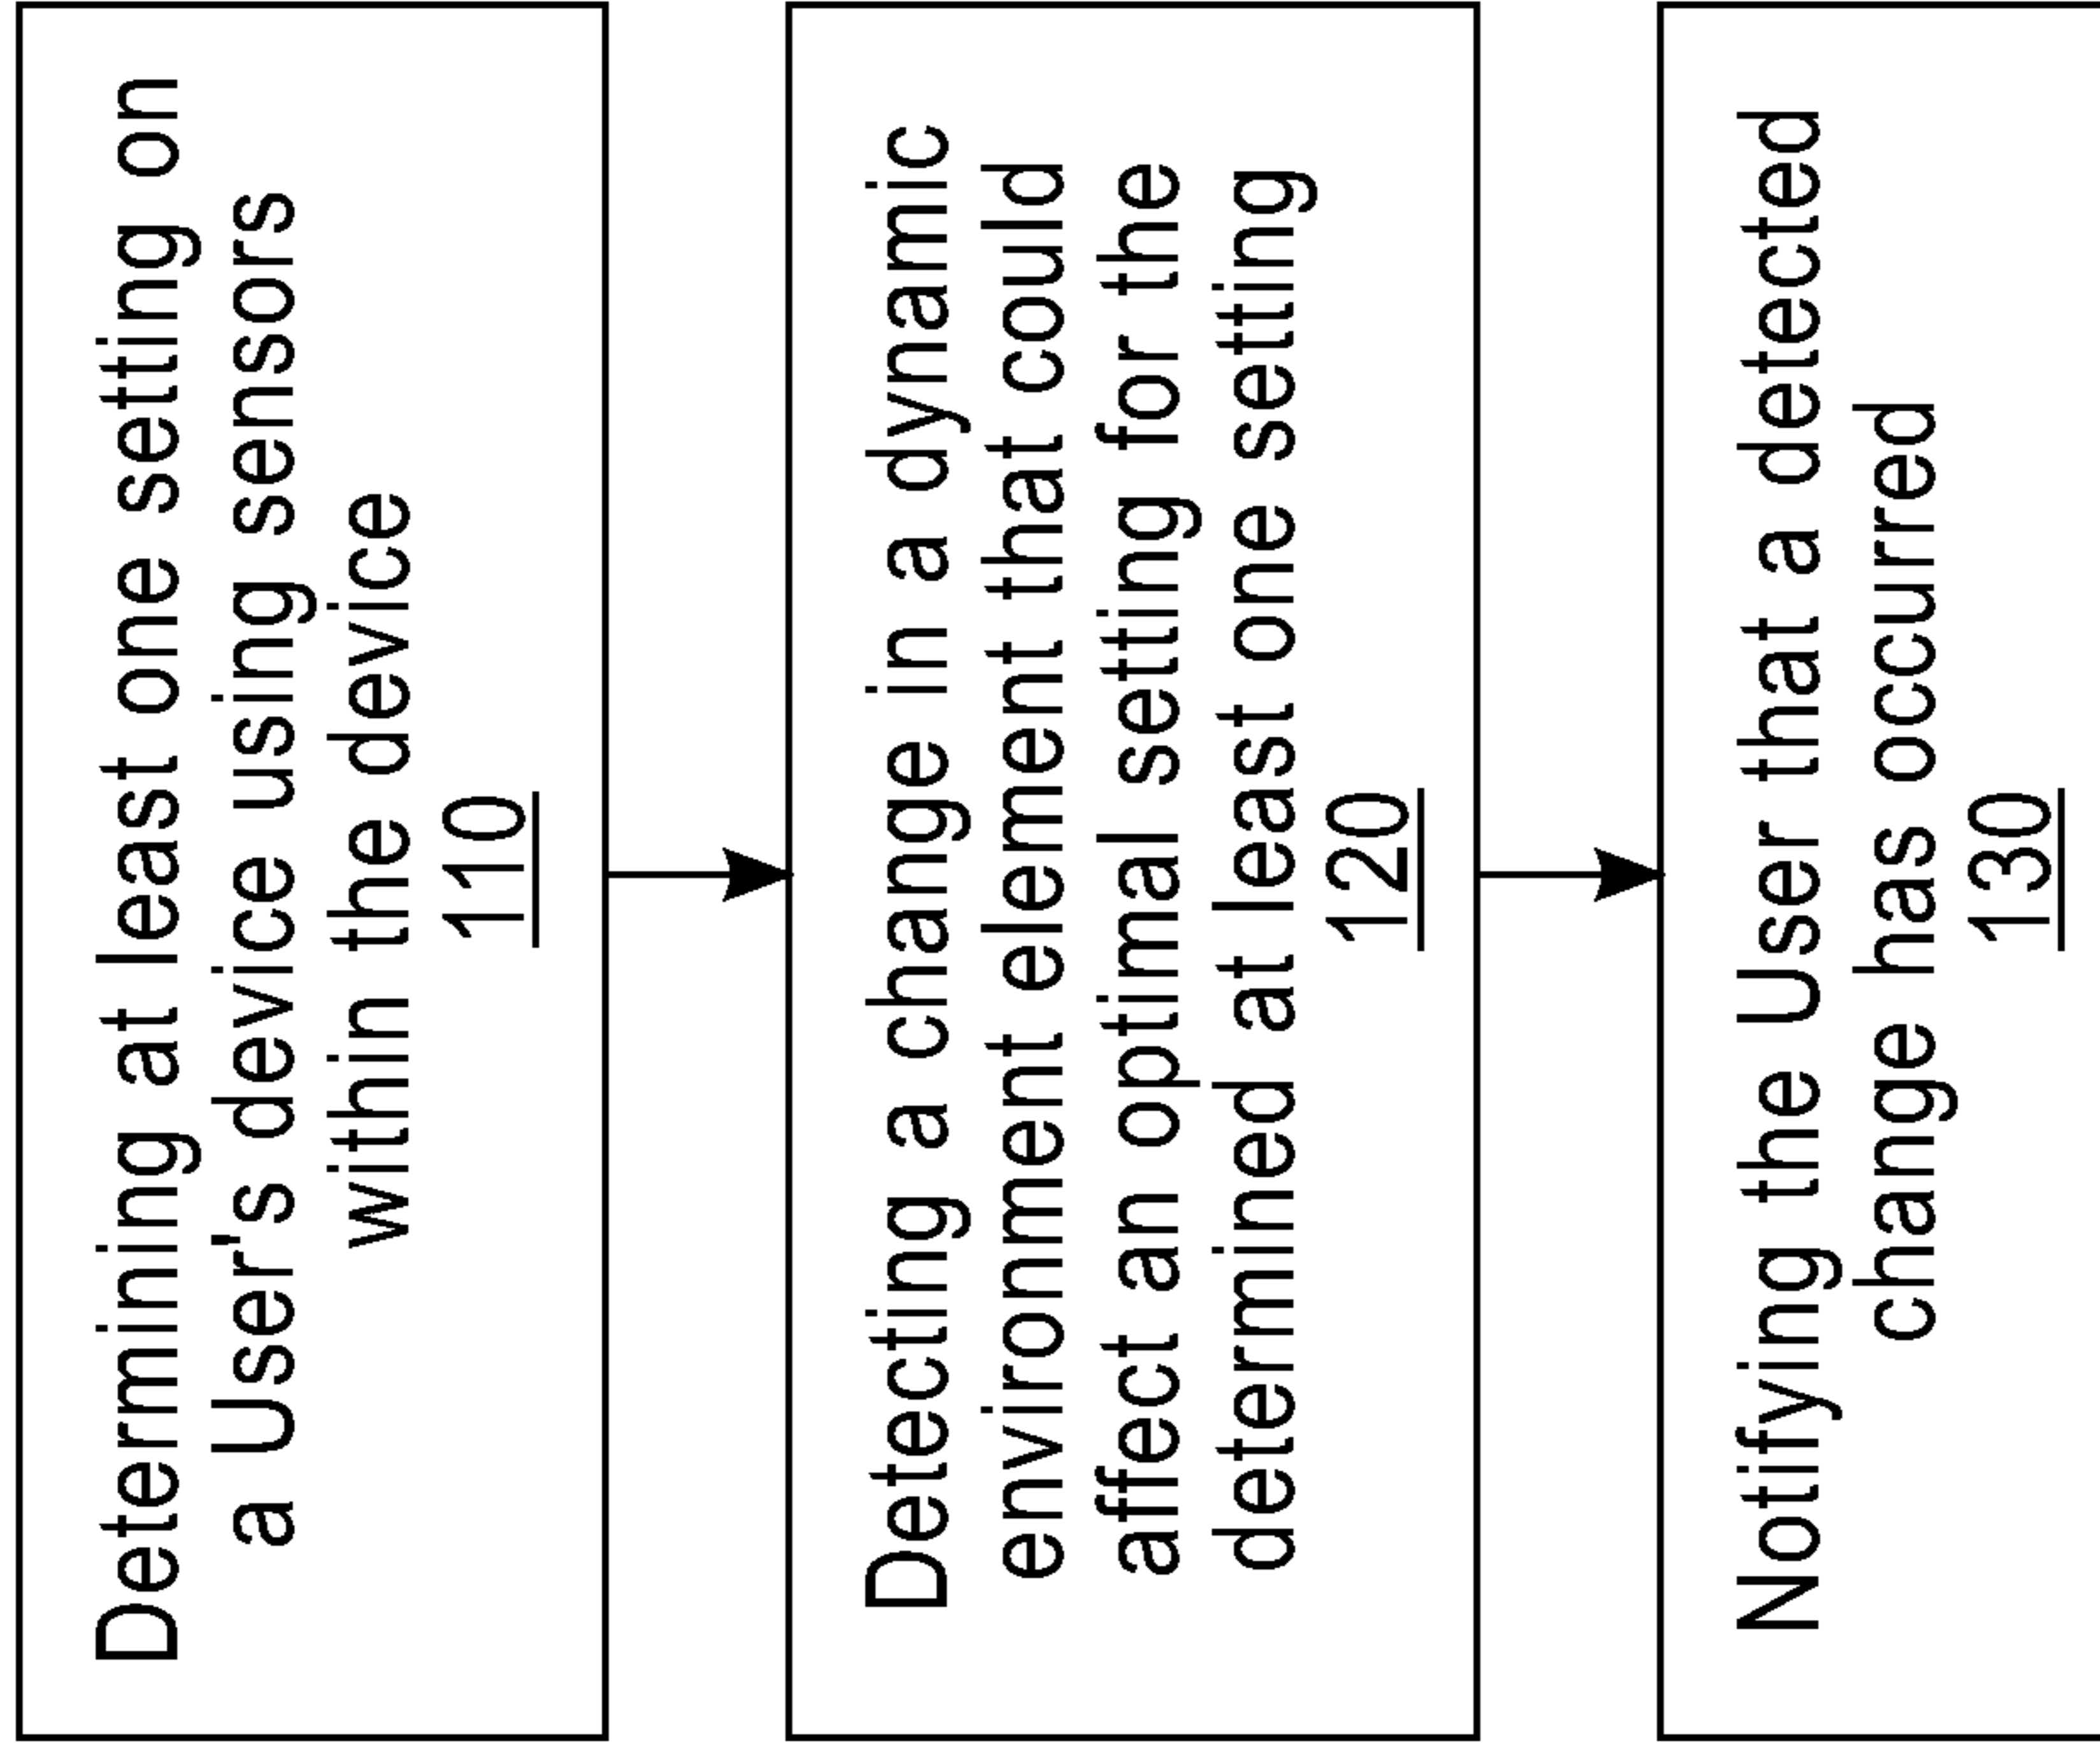 Determining at least one setting on
a User's device using sensors
within the device
110
Detecting a change in a dynamic
environment element that could
affect an optimal setting for the
determined at least one setting
120
Notifying the User that a detected
change has occurred
130